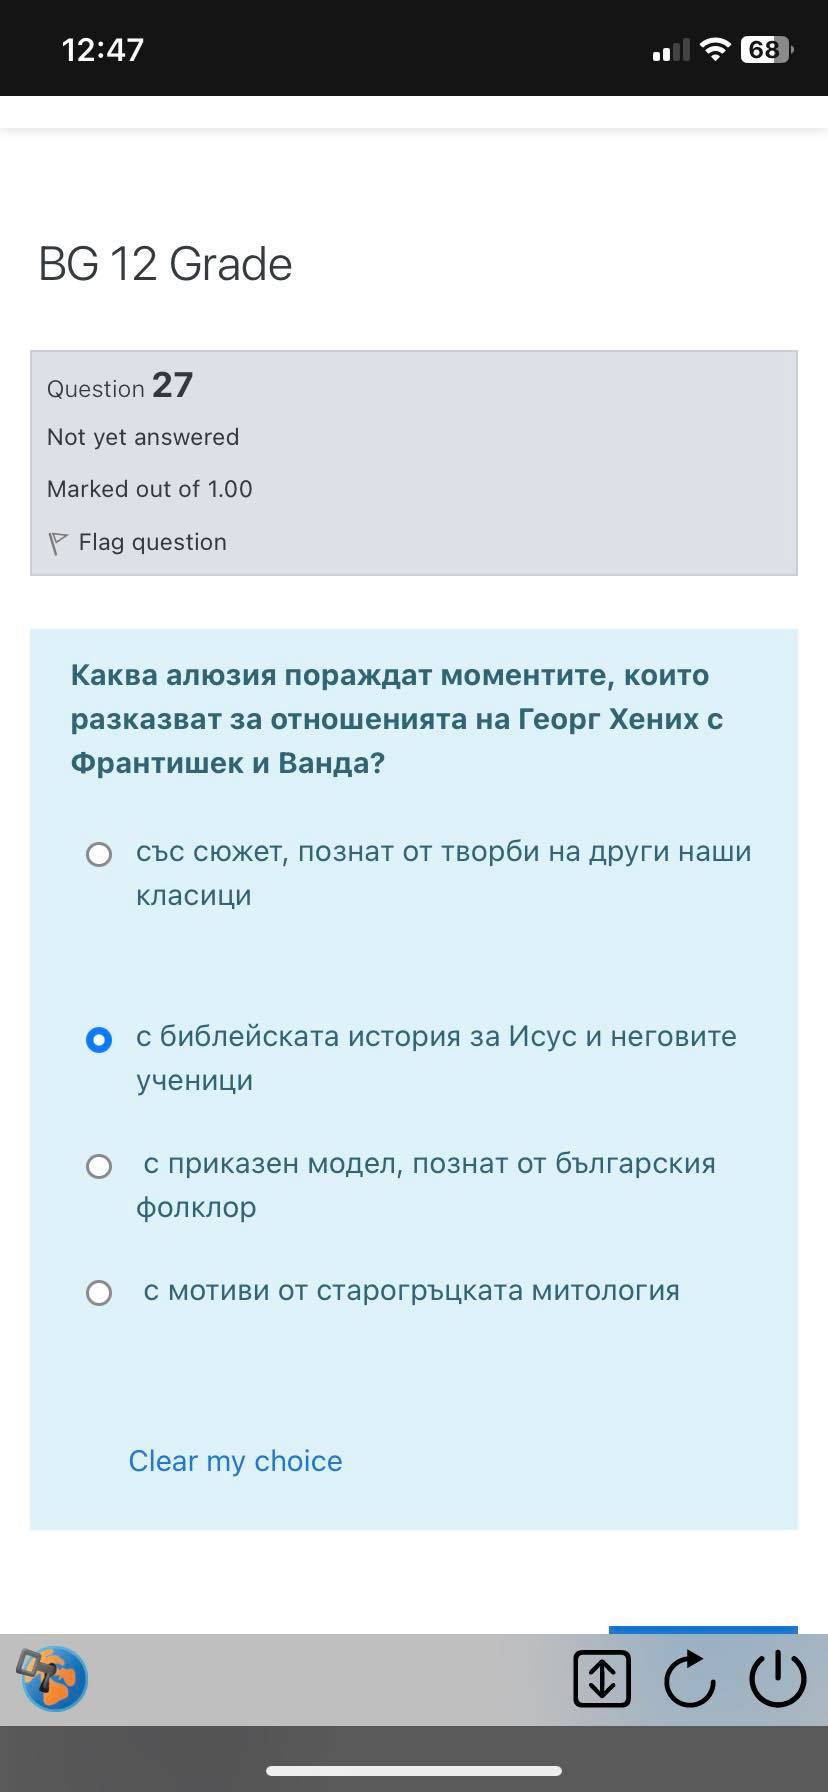 12:47
68
BG 12 Grade
Question 27
Not yet answered
Marked out of 1.00
Flag question
Каква алюзия пораждат моментите, които
разказват за отношенията на Георг Хених с
Франтишек и Ванда?
със сюжет, познат от творби на други наши
класици
с библейската история за Исус и неговите
ученици
с приказен модел, познат от българския
фолклор
с мотиви от старогръцката митология
Clear my choice